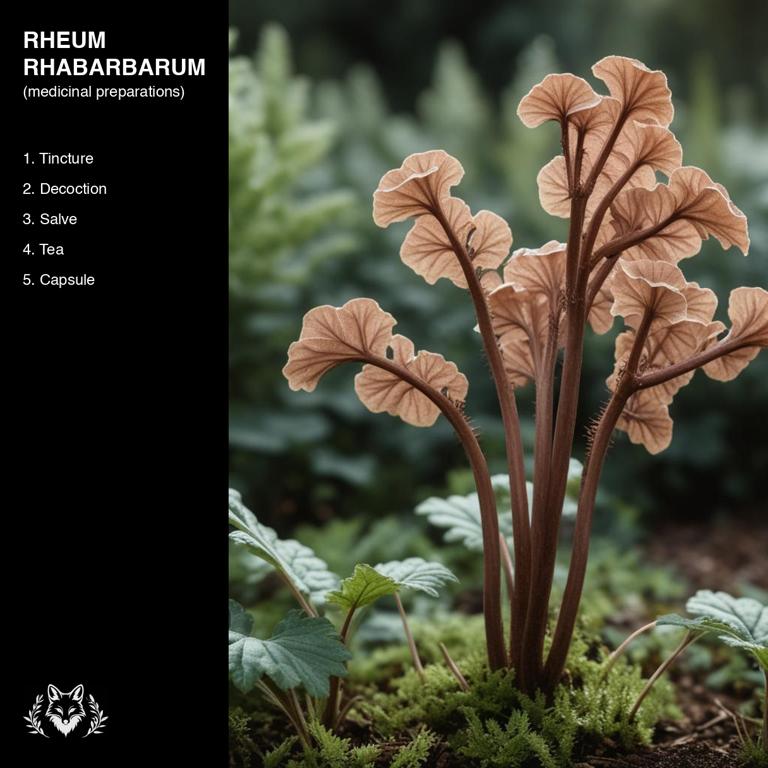 RHEUM
RHABARBARUM
(medicinal preparations)
1. Tincture
2. Decoction
3. Salve
4. Tea
5. Capsule